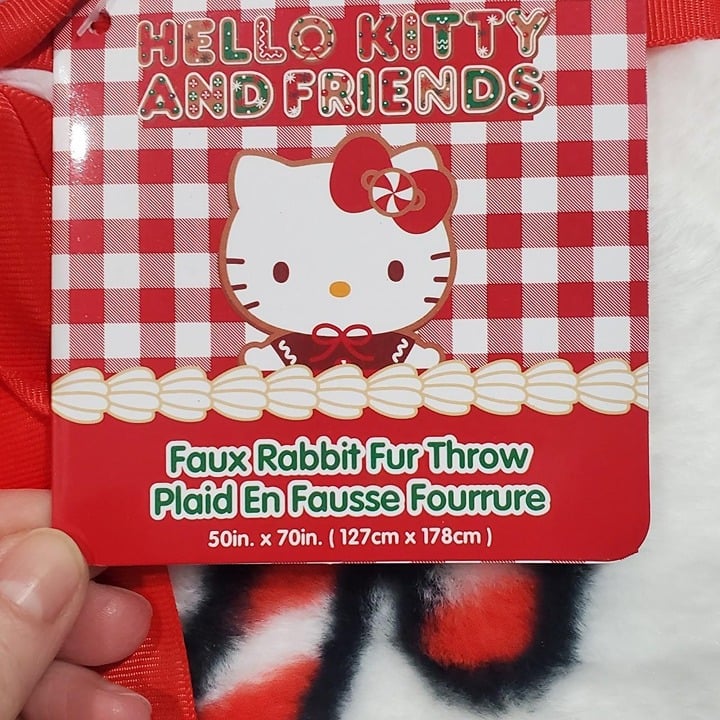 HELLO KITTY
AND FRIENDS
Faux Rabbit Fur Throw
Plaid En Fausse Fourrure
50in. x 70in. ( 127cm x 178cm )